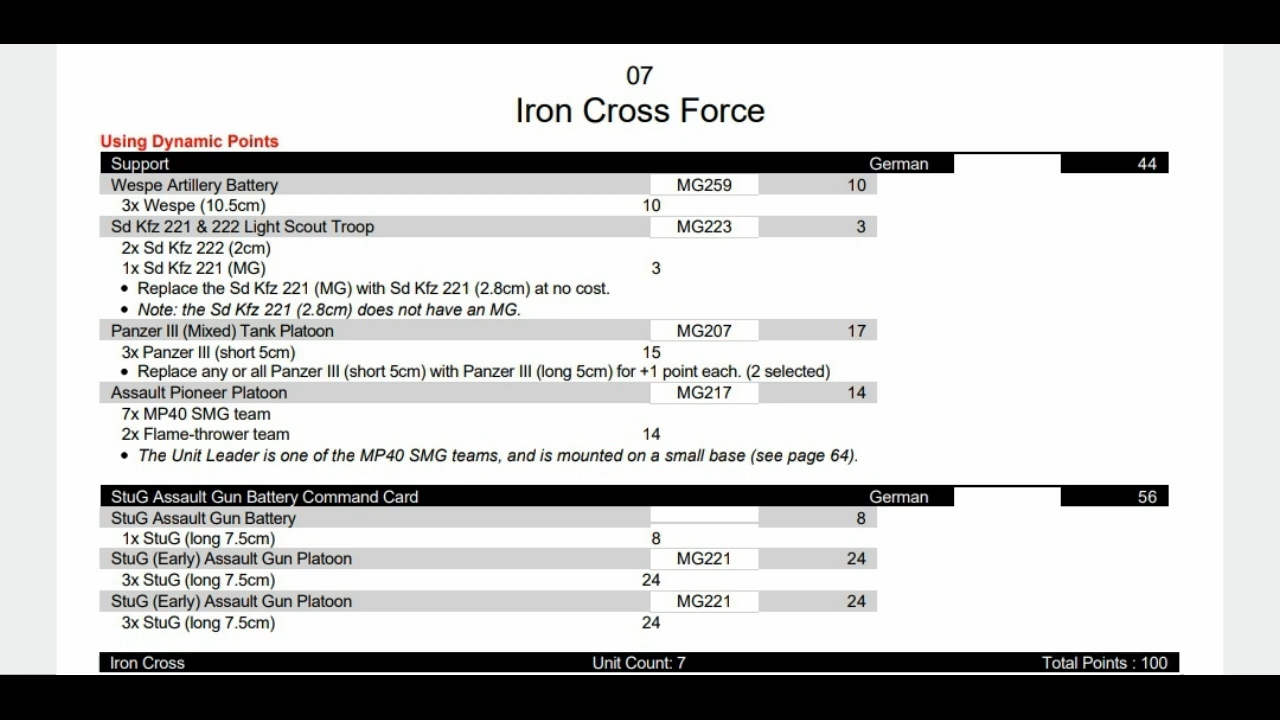 07
Iron Cross Force
Using Dynamic Points
Support German 44
Wespe Artillery Battery MG259 10
3x Wespe (10.5cm) 10
Sd Kfz 221 & 222 Light Scout Troop MG223 3
2x Sd Kfz 222 (2cm)
1x Sd Kfz 221 (MG) 3
• Replace the Sd Kfz 221 (MG) with Sd Kfz 221 (2.8cm) at no cost.
• Note: the Sd Kfz 221 (2.8cm) does not have an MG.
Panzer III (Mixed) Tank Platoon MG207 17
3x Panzer III (short 5cm) 15
• Replace any or all Panzer III (short 5cm) with Panzer III (long 5cm) for +1 point each. (2 selected)
Assault Pioneer Platoon MG217 14
7x MP40 SMG team
2x Flame-thrower team 14
• The Unit Leader is one of the MP40 SMG teams, and is mounted on a small base (see page 64).
StuG Assault Gun Battery Command Card German 56
StuG Assault Gun Battery 8
1x StuG (long 7.5cm) 8
StuG (Early) Assault Gun Platoon MG221 24
3x StuG (long 7.5cm) 24
StuG (Early) Assault Gun Platoon MG221 24
3x StuG (long 7.5cm) 24
Iron Cross Unit Count: 7 Total Points : 100